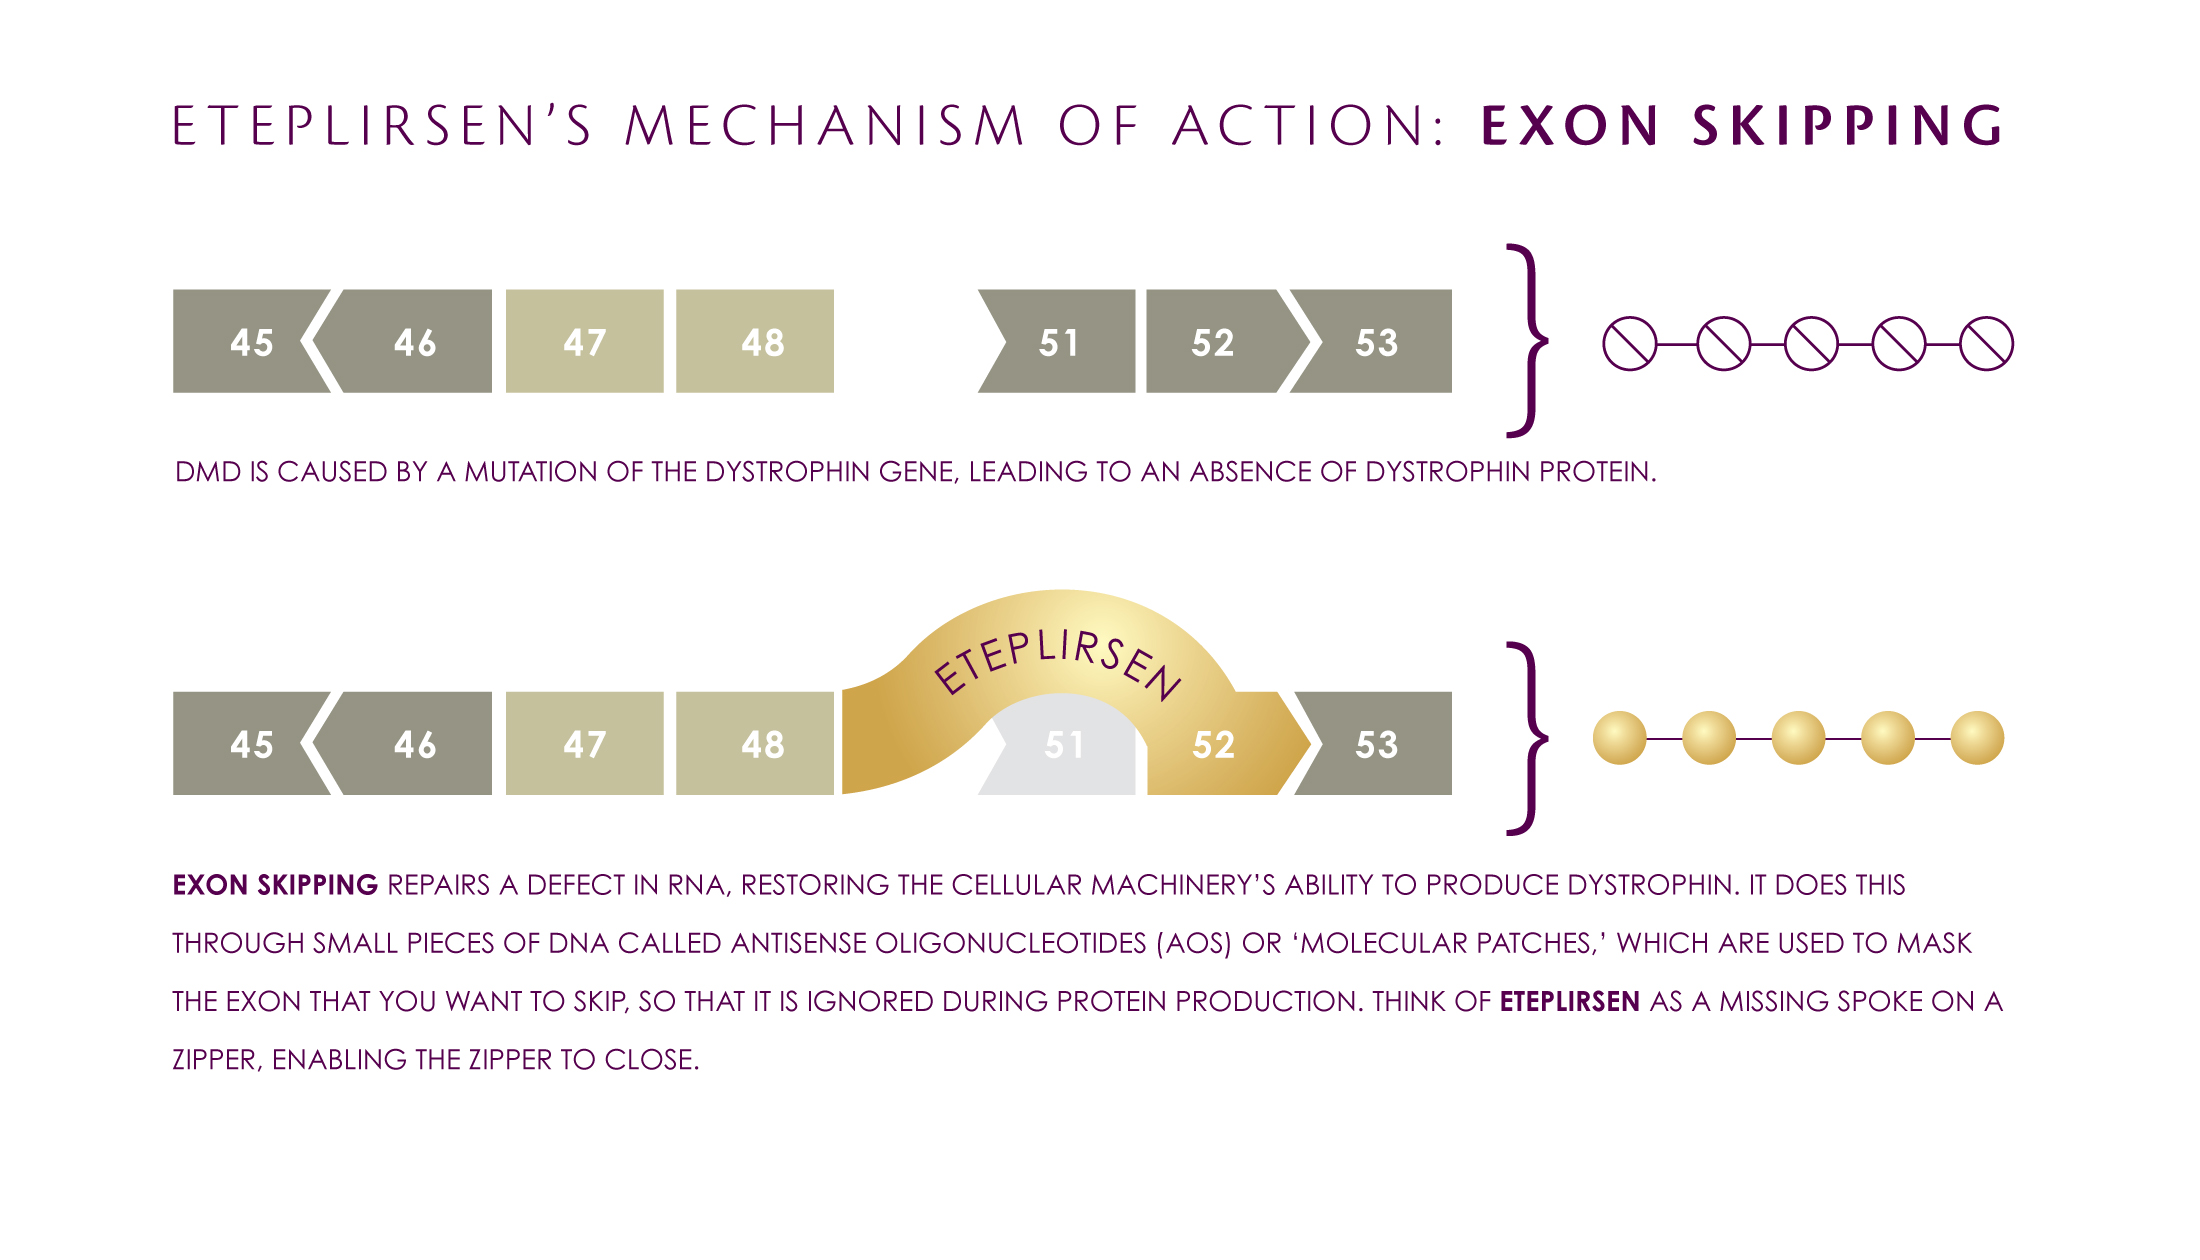 ETEPLIRSEN’S MECHANISM OF ACTION: EXON SKIPPING
45 46 47 48 51 52 53
DMD IS CAUSED BY A MUTATION OF THE DYSTROPHIN GENE, LEADING TO AN ABSENCE OF DYSTROPHIN PROTEIN.
ETEPLIRSEN
45 46 47 48 51 52 53
EXON SKIPPING REPAIRS A DEFECT IN RNA, RESTORING THE CELLULAR MACHINERY’S ABILITY TO PRODUCE DYSTROPHIN. IT DOES THIS
THROUGH SMALL PIECES OF DNA CALLED ANTISENSE OLIGONUCLEOTIDES (AOS) OR ‘MOLECULAR PATCHES,’ WHICH ARE USED TO MASK
THE EXON THAT YOU WANT TO SKIP, SO THAT IT IS IGNORED DURING PROTEIN PRODUCTION. THINK OF ETEPLIRSEN AS A MISSING SPOKE ON A
ZIPPER, ENABLING THE ZIPPER TO CLOSE.